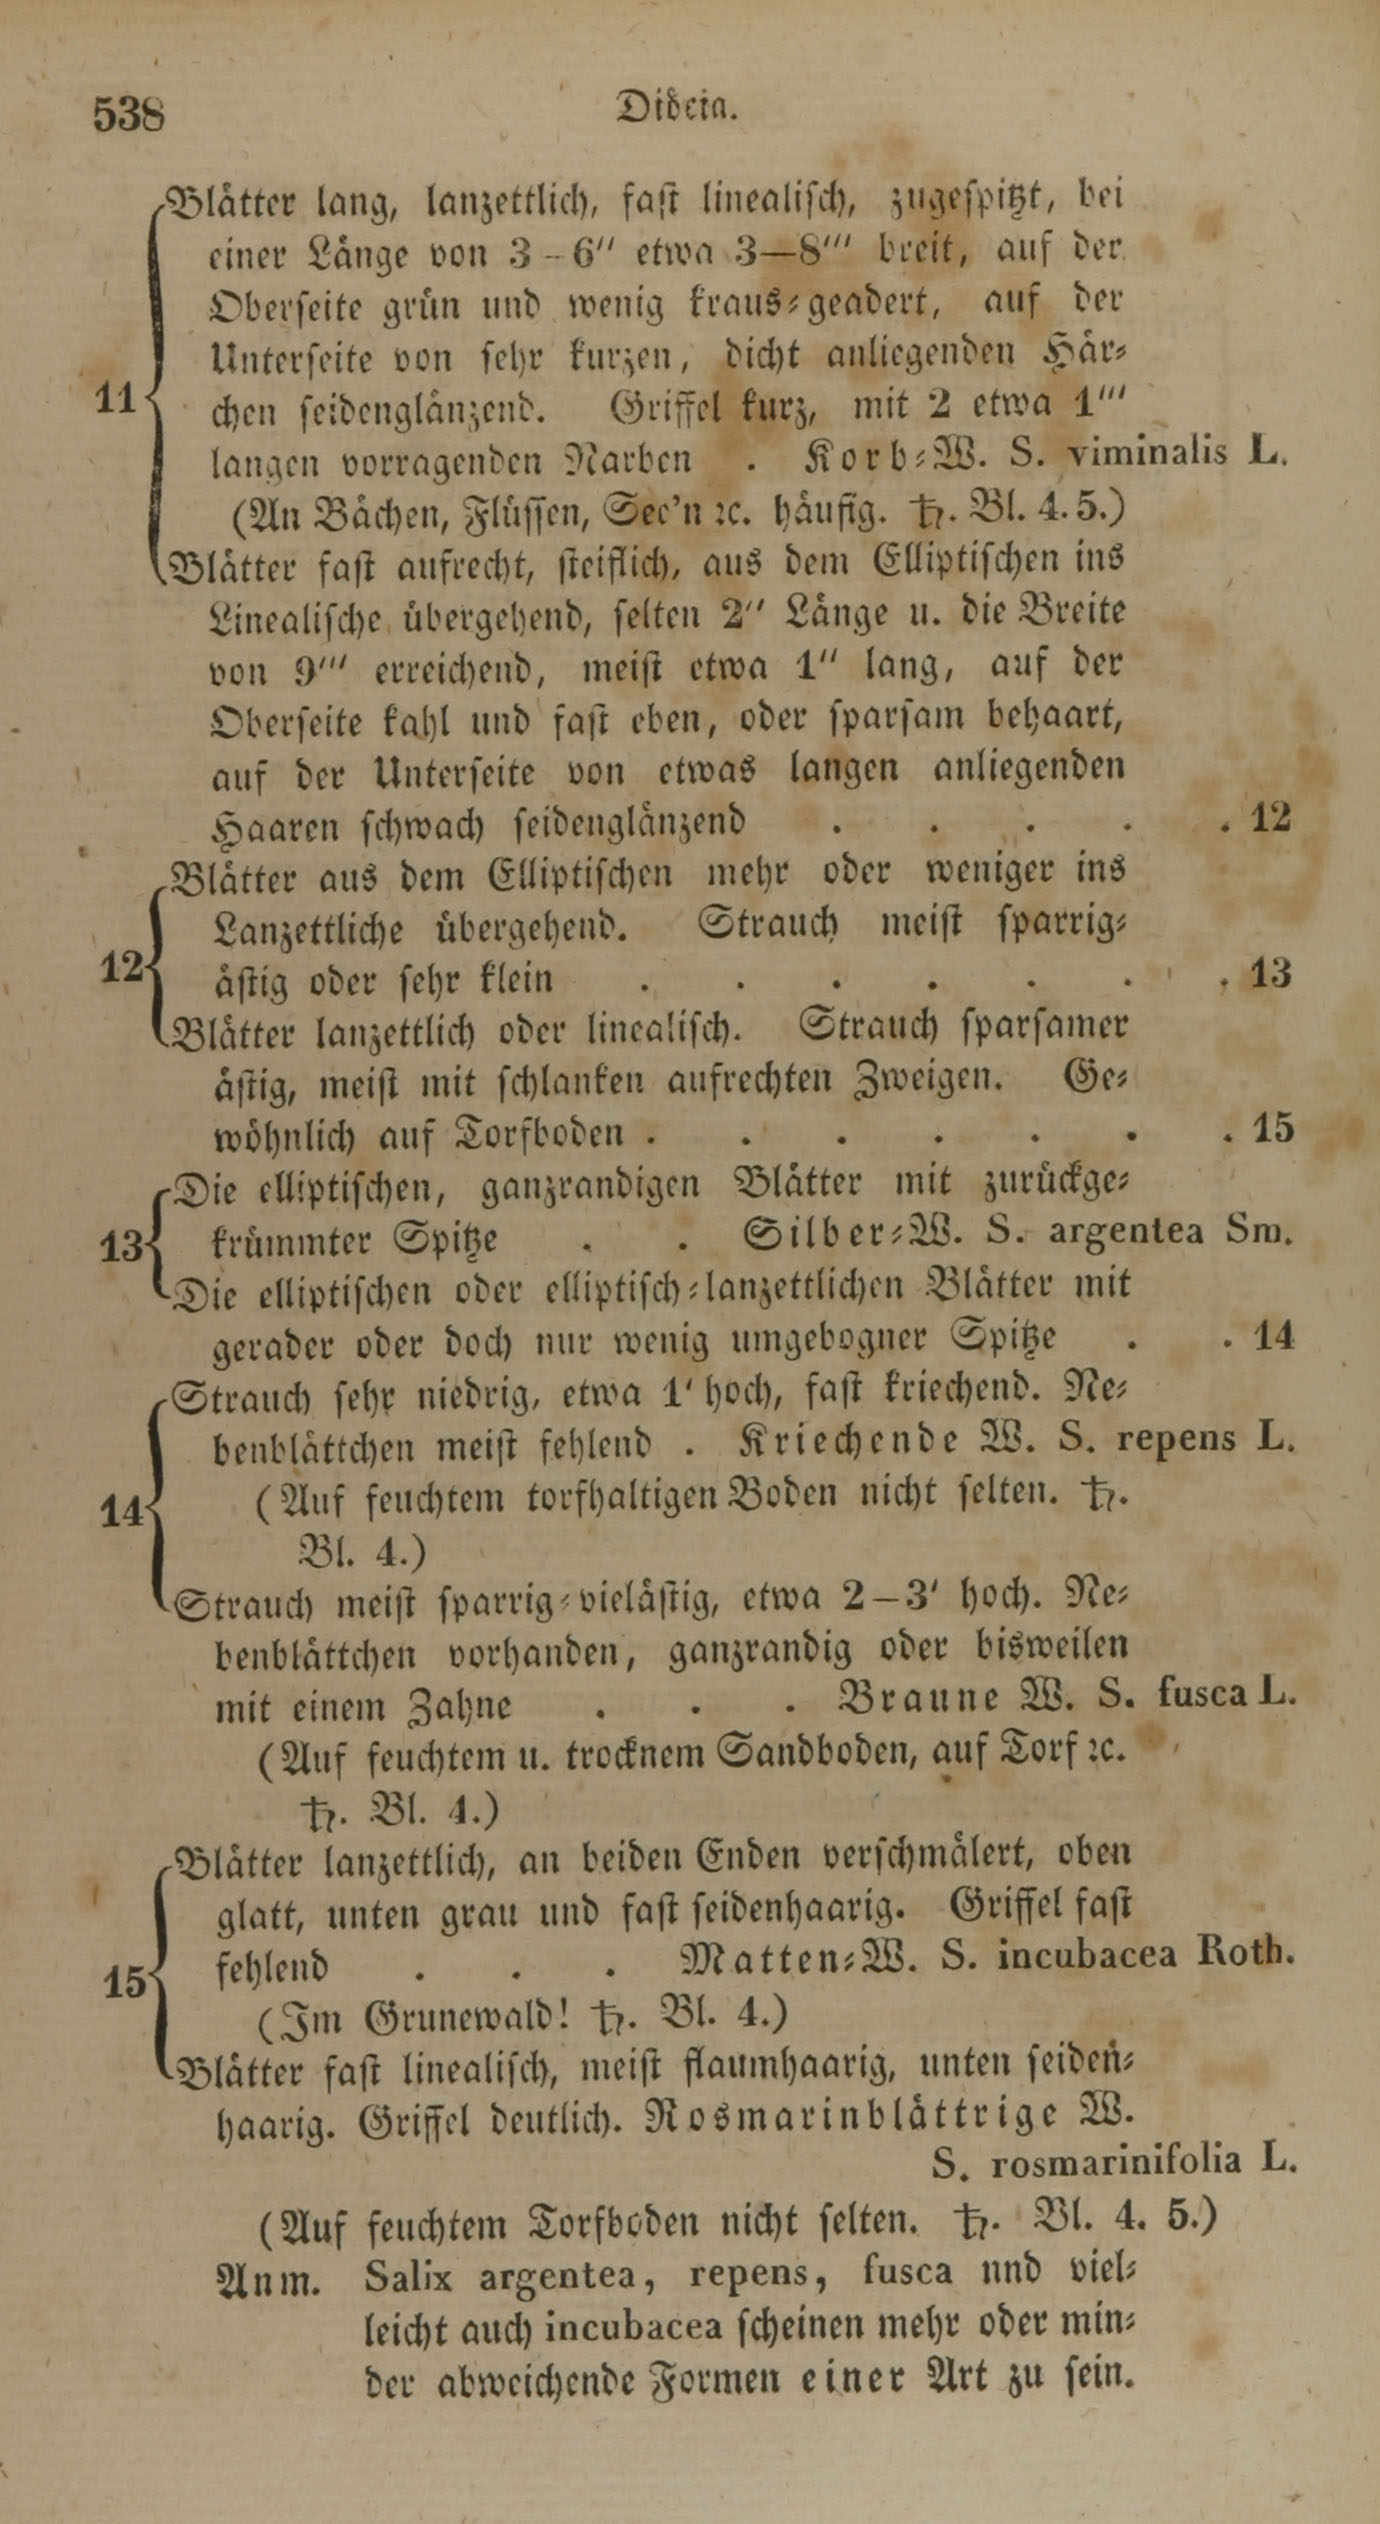 538 Diöcia.
Blätter lang, lanzettlich, fast linealisch, zugespitzt, bei
einer Länge von 3–6" etwa 3—8''' breit, auf der
Oberseite grün und wenig kraus-geadert, auf der
Unterseite von sehr kurzen, dicht anliegenden Här-
11 chen seidenglänzend. Griffel kurz, mit 2 etwa 1'''
langen vorragenden Narben . Korb-W. S. viminalis L.
(An Bächen, Flüssen, See'n ꝛc. häufig. ♄. Bl. 4. 5.)
Blätter fast aufrecht, steiflich, aus dem Elliptischen ins
Linealische übergehend, selten 2" Länge u. die Breite
von 9''' erreichend, meist etwa 1" lang, auf der
Oberseite kahl und fast eben, oder sparsam behaart,
auf der Unterseite von etwas langen anliegenden
Haaren schwach seidenglänzend . . . . . 12
Blätter aus dem Elliptischen mehr oder weniger ins
Lanzettliche übergehend. Strauch meist sparrig-
12 ästig oder sehr klein . . . . . . . 13
Blätter lanzettlich oder linealisch. Strauch sparsamer
ästig, meist mit schlanken aufrechten Zweigen. Ge-
wöhnlich auf Torfboden . . . . . . . 15
Die elliptischen, ganzrandigen Blätter mit zurückge-
13 krümmter Spitze . . Silber-W. S. argentea Sm.
Die elliptischen oder elliptisch-lanzettlichen Blätter mit
gerader oder doch nur wenig umgebogner Spitze . . 14
Strauch sehr niedrig, etwa 1' hoch, fast kriechend. Ne-
benblättchen meist fehlend . Kriechende W. S. repens L.
14 (Auf feuchtem torfhaltigen Boden nicht selten. ♄.
Bl. 4.)
Strauch meist sparrig-vielästig, etwa 2–3' hoch. Ne-
benblättchen vorhanden, ganzrandig oder bisweilen
mit einem Zahne . . . Braune W. S. fusca L.
(Auf feuchtem u. trocknem Sandboden, auf Torf ꝛc.
♄. Bl. 4.)
Blätter lanzettlich, an beiden Enden verschmälert, oben
glatt, unten grau und fast seidenhaarig. Griffel fast
15 fehlend . . . Matten-W. S. incubacea Roth.
(Im Grunewald! ♄. Bl. 4.)
Blätter fast linealisch, meist flaumhaarig, unten seiden-
haarig. Griffel deutlich. Rosmarinblättrige W.
S. rosmarinifolia L.
(Auf feuchtem Torfboden nicht selten. ♄. Bl. 4. 5.)
Anm. Salix argentea, repens, fusca und viel-
leicht auch incubacea scheinen mehr oder min-
der abweichende Formen einer Art zu sein.